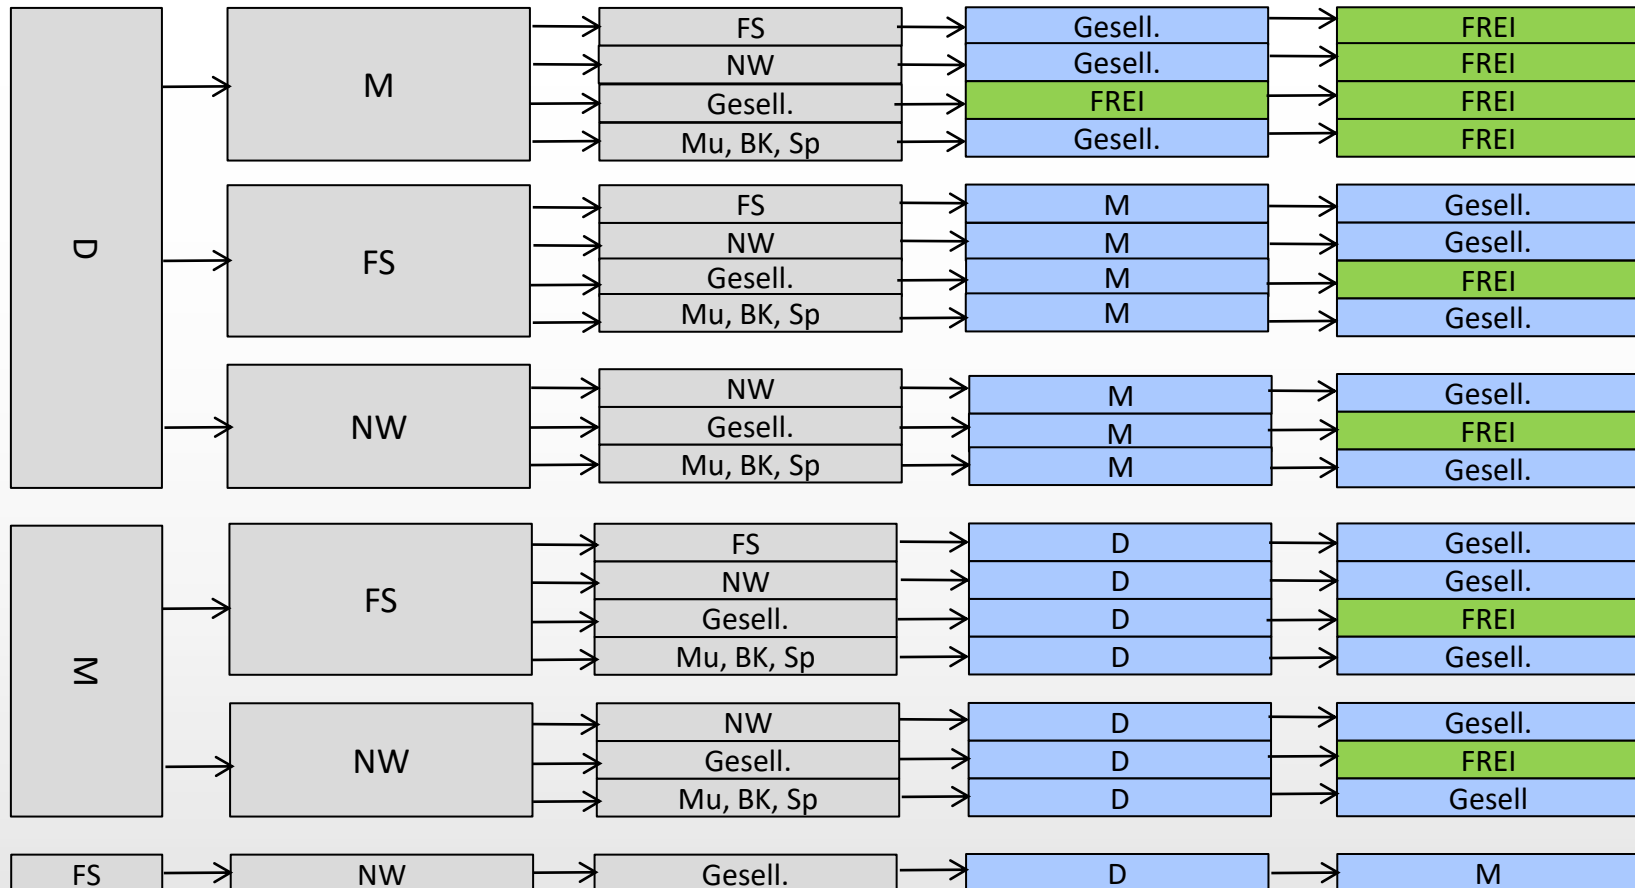 D
M
FS Gesell. FREI
NW Gesell. FREI
Gesell. FREI FREI
Mu, BK, Sp Gesell. FREI
FS
FS M Gesell.
NW M Gesell.
Gesell. M FREI
Mu, BK, Sp M Gesell.
NW
NW M Gesell.
Gesell. M FREI
Mu, BK, Sp M Gesell.
M
FS
FS D Gesell.
NW D Gesell.
Gesell. D FREI
Mu, BK, Sp D Gesell.
NW
NW D Gesell.
Gesell. D FREI
Mu, BK, Sp D Gesell
FS NW Gesell. D M